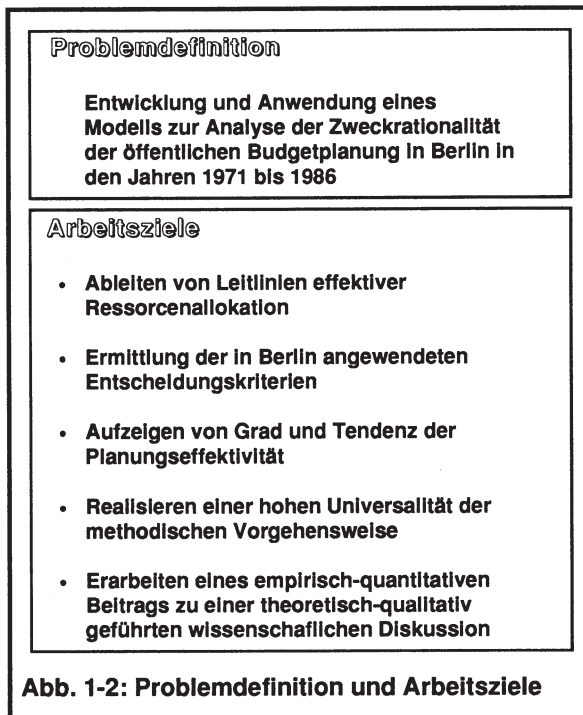 Problemdefinition
Entwicklung und Anwendung eines
Modells zur Analyse der Zweckrationalität
der öffentlichen Budgetplanung in Berlin in
den Jahren 1971 bis 1986
Arbeitsziele
• Ableiten von Leitlinien effektiver
Ressorcenallokation
• Ermittlung der in Berlin angewendeten
Entscheidungskriterien
• Aufzeigen von Grad und Tendenz der
Planungseffektivität
• Realisieren einer hohen Universalität der
methodischen Vorgehensweise
• Erarbeiten eines empirisch-quantitativen
Beitrags zu einer theoretisch-qualitativ
geführten wissenschaflichen Diskussion
Abb. 1-2: Problemdefinition und Arbeitsziele